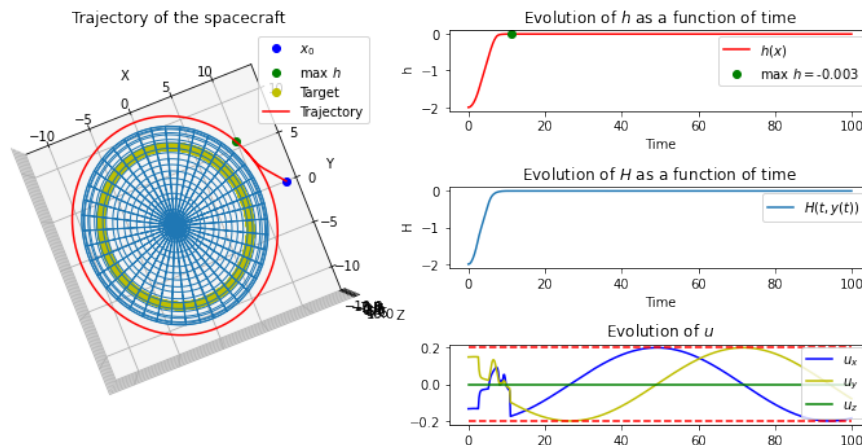 Trajectory of the spacecraft
x₀
max h
Target
Trajectory
X
−10
−5
0
5
10
10
5
Y
0
−5
−10
Z
Evolution of h as a function of time
0
−1
−2
h
h(x)
max h = -0.003
0 20 40 60 80 100
Time
Evolution of H as a function of time
0
−1
−2
H
H(t, y(t))
0 20 40 60 80 100
Time
Evolution of u
0.2
0.0
−0.2
uₓ
u_y
u_z
0 20 40 60 80 100